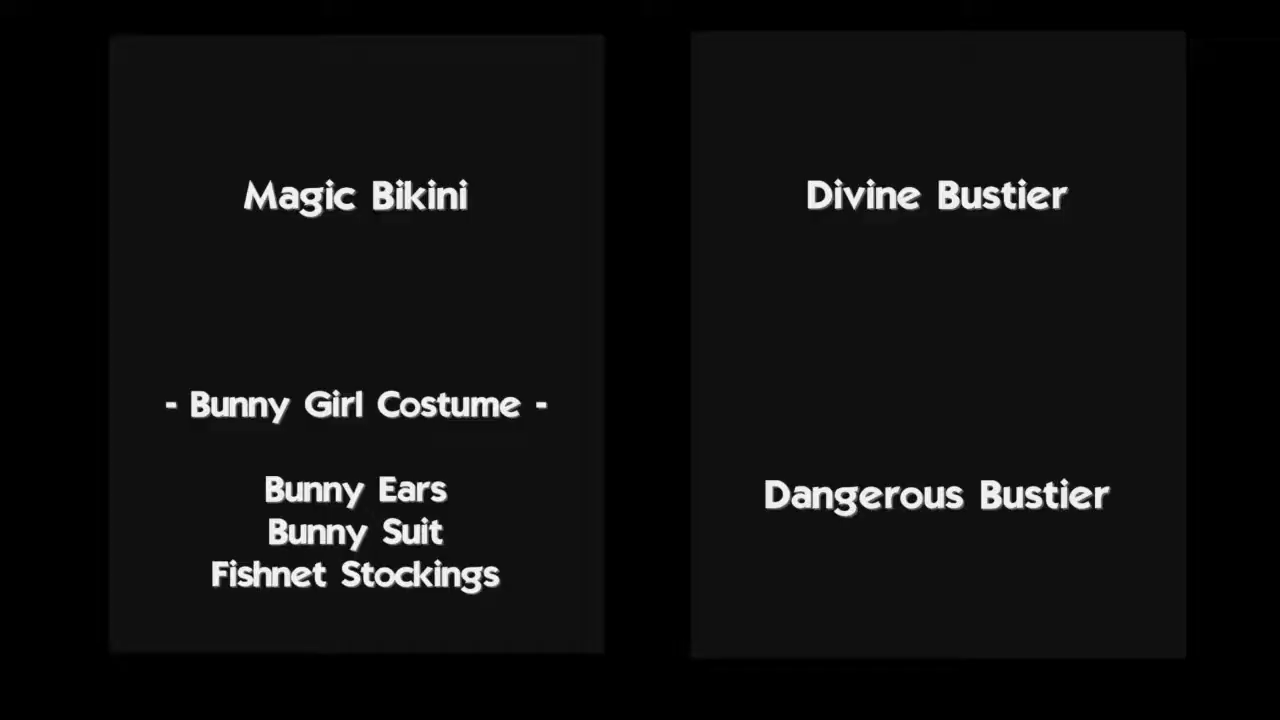 Magic Bikini
- Bunny Girl Costume -
Bunny Ears
Bunny Suit
Fishnet Stockings
Divine Bustier
Dangerous Bustier